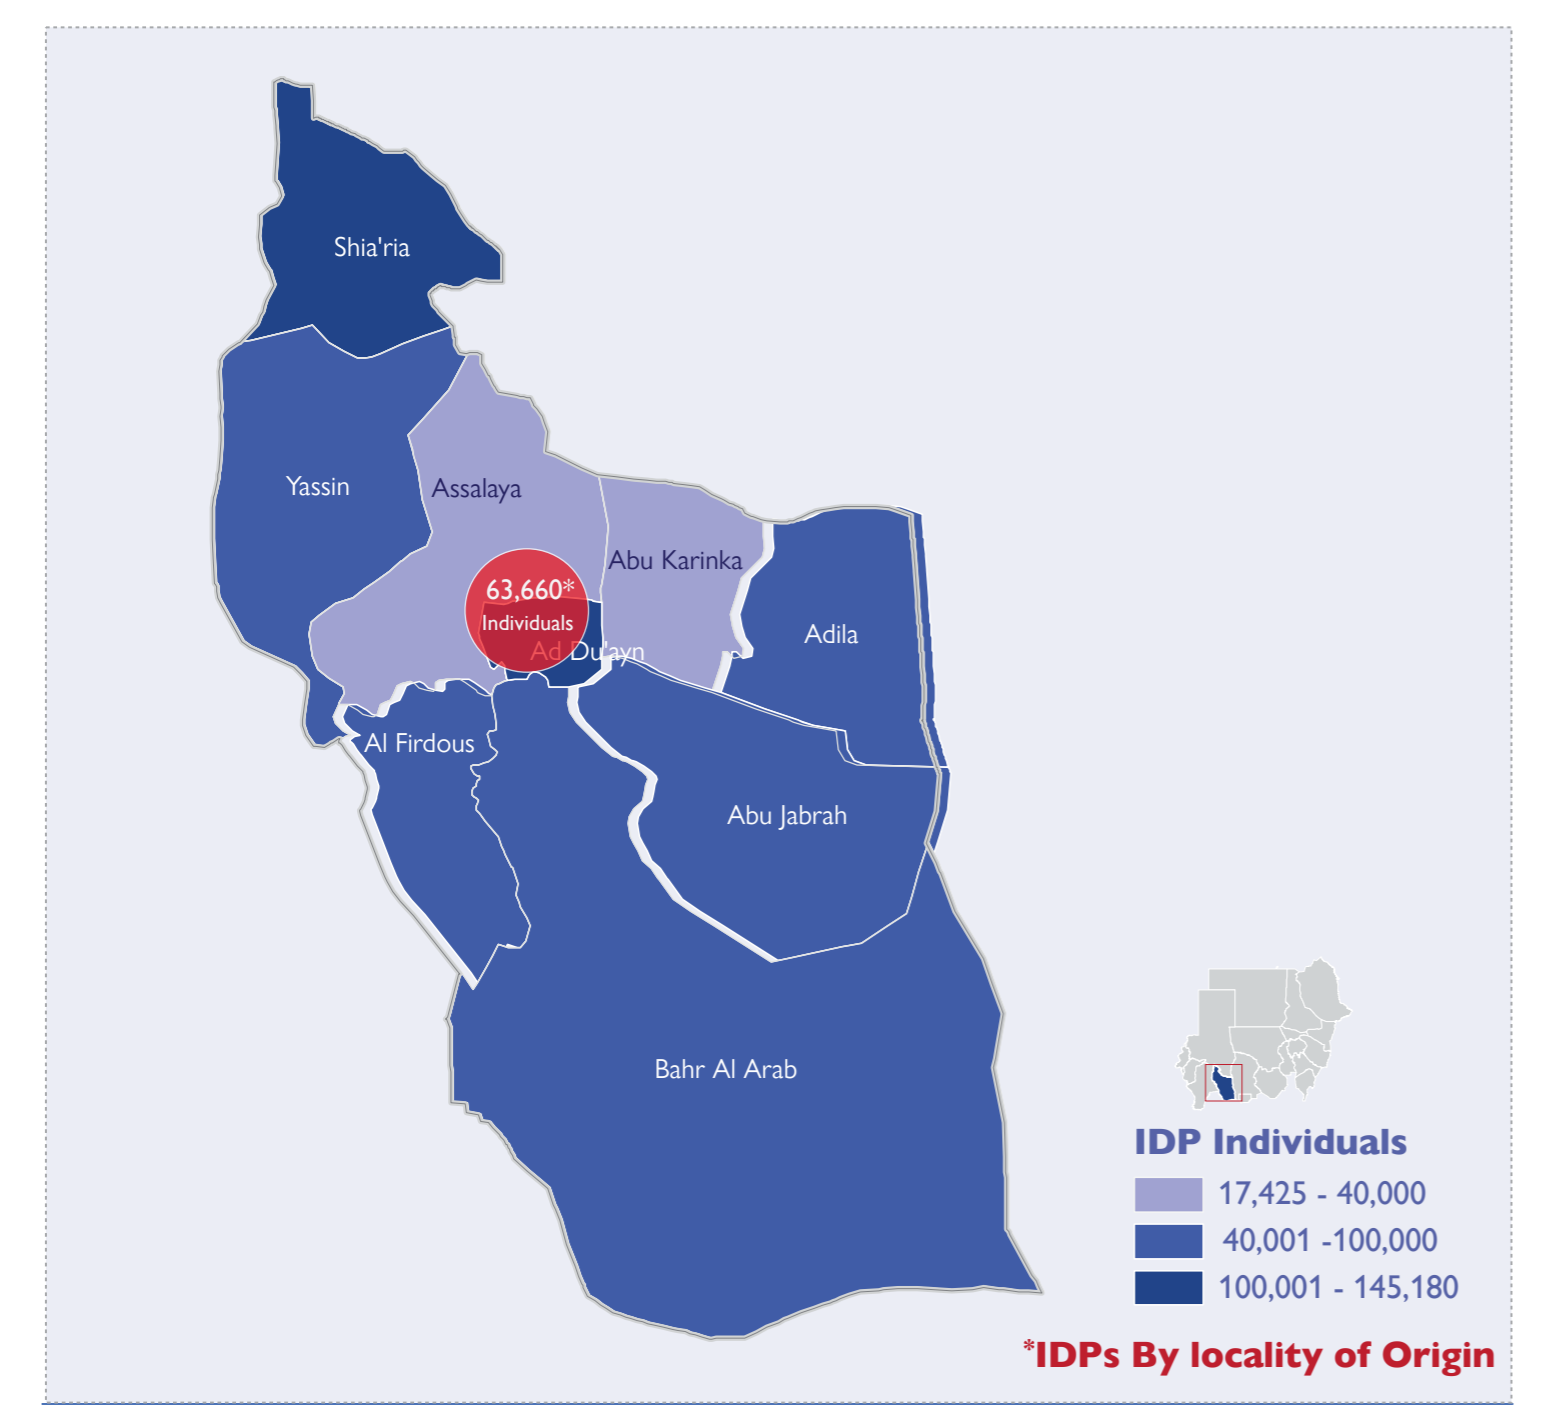 Shia'ria
Yassin
Assalaya
Abu Karinka
63,660*
Individuals
Ad Du'ayn
Adila
Al Firdous
Abu Jabrah
Bahr Al Arab
IDP Individuals
17,425 - 40,000
40,001 -100,000
100,001 - 145,180
*IDPs By locality of Origin